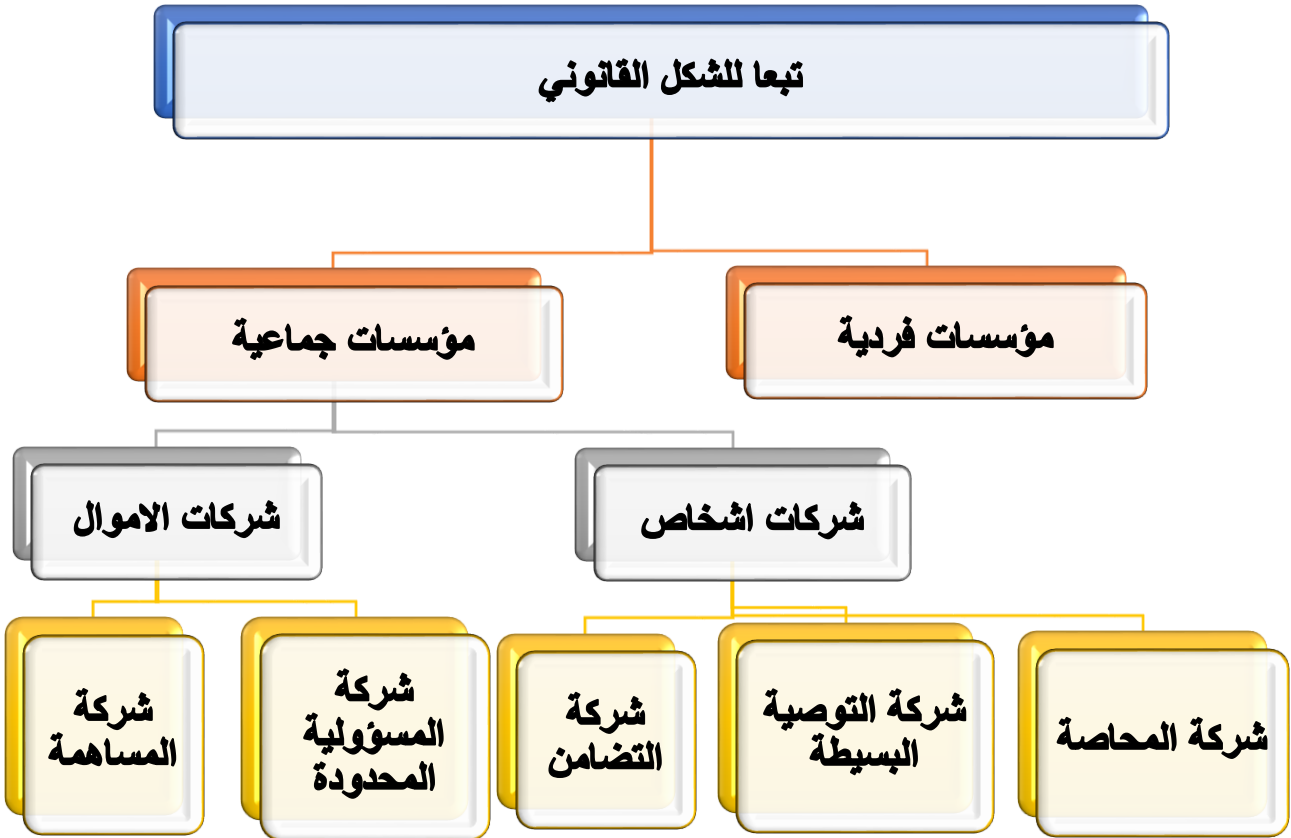 تبعا للشكل القانوني
مؤسسات فردية
مؤسسات جماعية
شركات اشخاص
شركات الاموال
شركة المحاصة
شركة التوصية
البسيطة
شركة
التضامن
شركة
المسؤولية
المحدودة
شركة
المساهمة